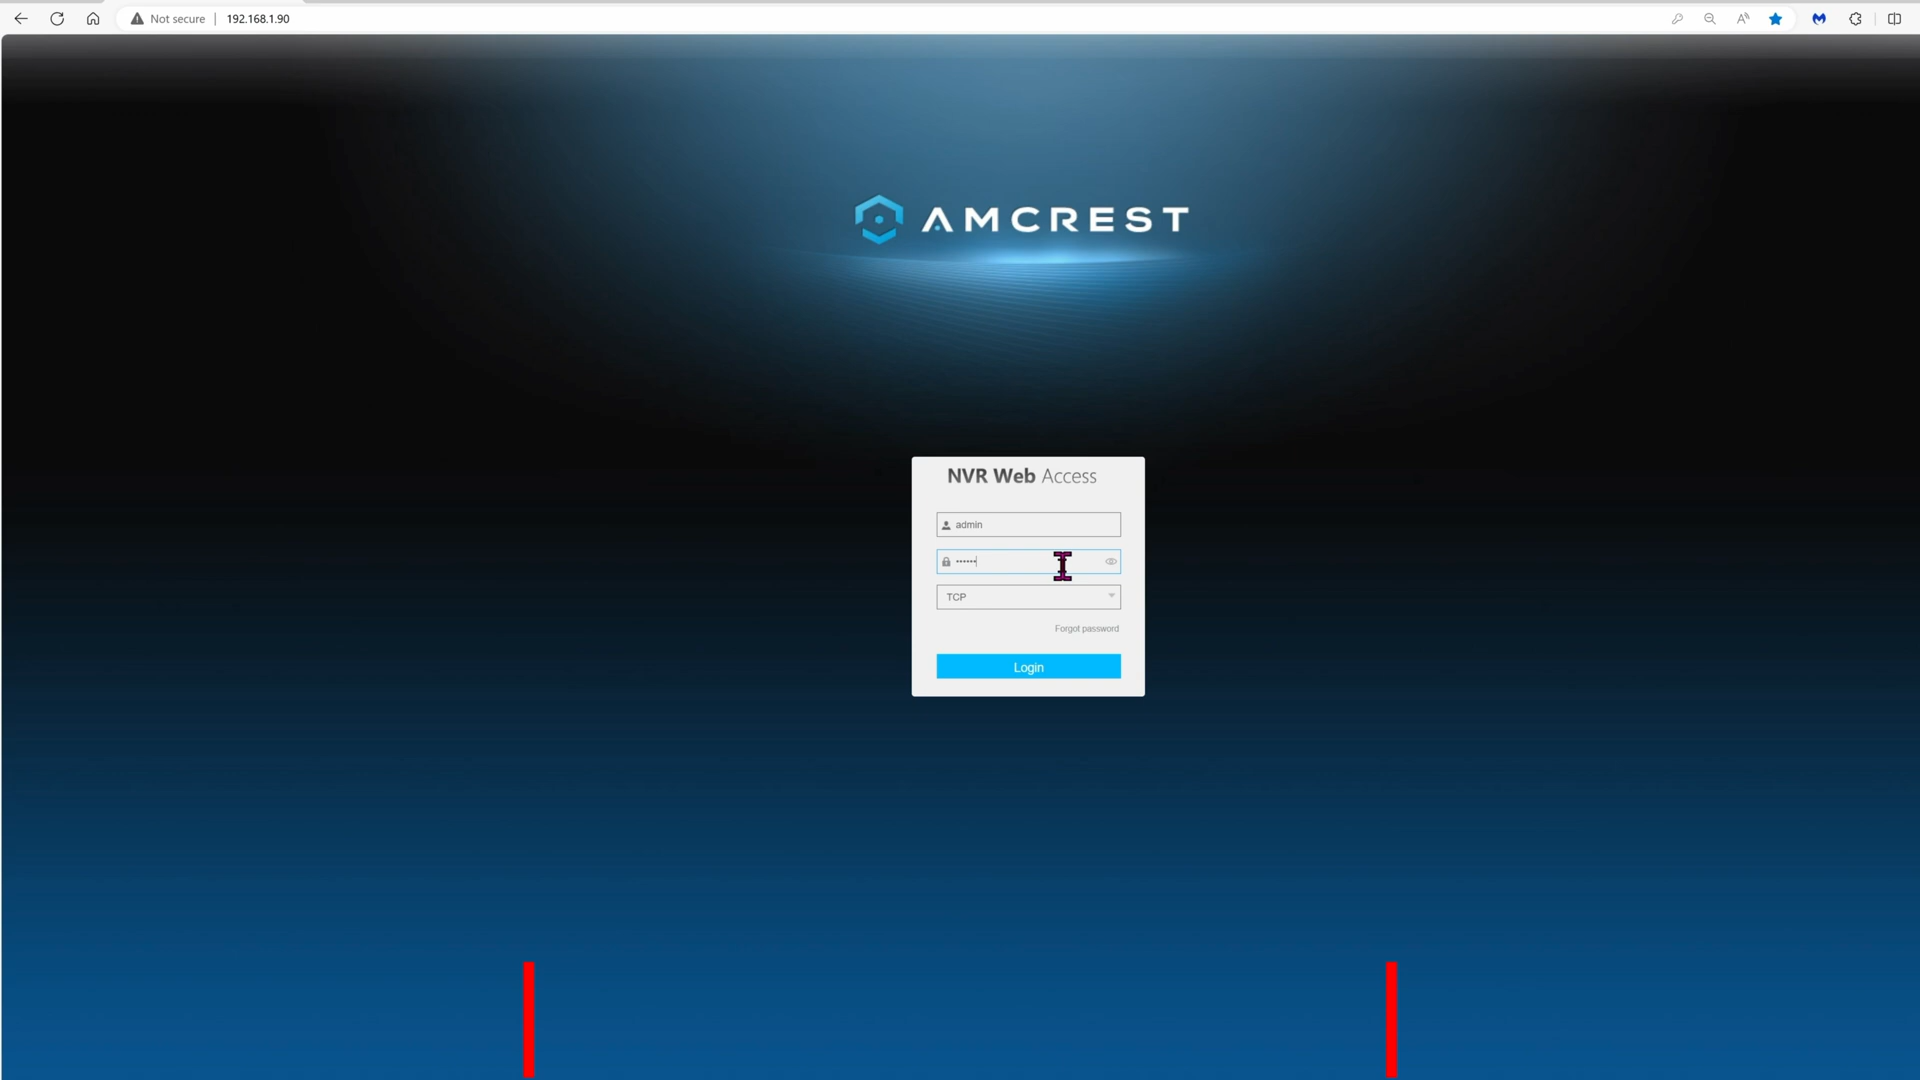 Not secure | 192.168.1.90
AMCREST
NVR Web Access
admin
••••••
TCP
Forgot password
Login